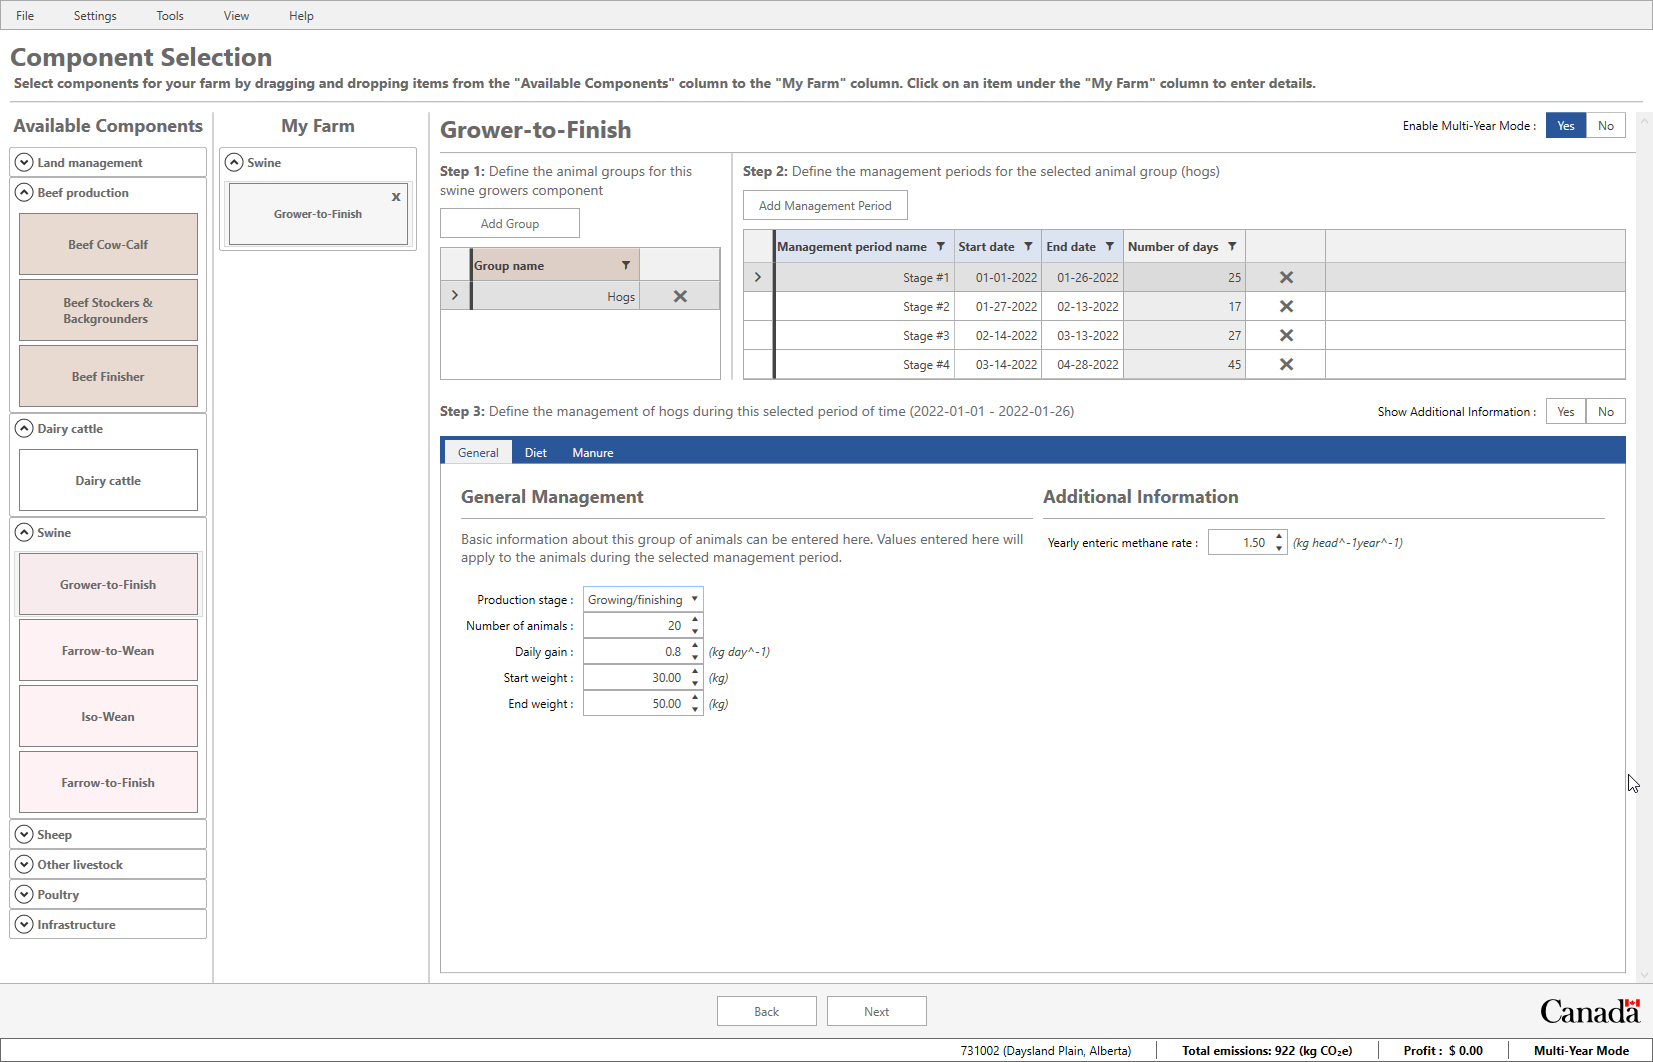 File Settings Tools View Help
Component Selection
Select components for your farm by dragging and dropping items from the "Available Components" column to the "My Farm" column. Click on an item under the "My Farm" column to enter details.
Available Components
Land management
Beef production
Beef Cow-Calf
Beef Stockers &
Backgrounders
Beef Finisher
Dairy cattle
Dairy cattle
Swine
Grower-to-Finish
Farrow-to-Wean
Iso-Wean
Farrow-to-Finish
Sheep
Other livestock
Poultry
Infrastructure
My Farm
Swine
x
Grower-to-Finish
Grower-to-Finish
Enable Multi-Year Mode : Yes No
Step 1: Define the animal groups for this
swine growers component
Add Group
Group name
Hogs
Step 2: Define the management periods for the selected animal group (hogs)
Add Management Period
Management period name Start date End date Number of days
Stage #1 01-01-2022 01-26-2022 25
Stage #2 01-27-2022 02-13-2022 17
Stage #3 02-14-2022 03-13-2022 27
Stage #4 03-14-2022 04-28-2022 45
Step 3: Define the management of hogs during this selected period of time (2022-01-01 - 2022-01-26)
Show Additional Information : Yes No
General Diet Manure
General Management
Basic information about this group of animals can be entered here. Values entered here will
apply to the animals during the selected management period.
Production stage : Growing/finishing
Number of animals : 20
Daily gain : 0.8 (kg day^-1)
Start weight : 30.00 (kg)
End weight : 50.00 (kg)
Additional Information
Yearly enteric methane rate : 1.50 (kg head^-1year^-1)
Back Next
Canada
731002 (Daysland Plain, Alberta) Total emissions: 922 (kg CO₂e) Profit : $ 0.00 Multi-Year Mode